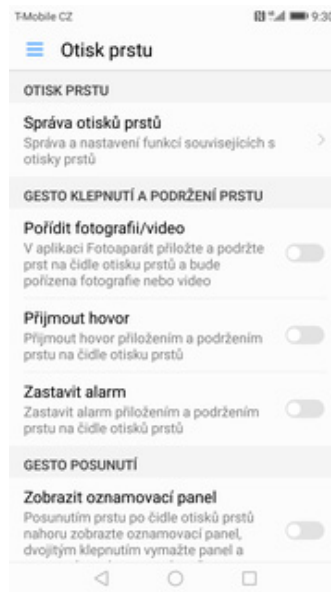 T-Mobile CZ
9:30
Otisk prstu
OTISK PRSTU
Správa otisků prstů
Správa a nastavení funkcí souvisejících s
otisky prstů
GESTO KLEPNUTÍ A PODRŽENÍ PRSTU
Pořídit fotografii/video
V aplikaci Fotoaparát přiložte a podržte
prst na čidle otisku prstů a bude
pořízena fotografie nebo video
Přijmout hovor
Přijmout hovor přiložením a podržením
prstu na čidle otisku prstů
Zastavit alarm
Zastavit alarm přiložením a podržením
prstu na čidle otisků prstů
GESTO POSUNUTÍ
Zobrazit oznamovací panel
Posunutím prstu po čidle otisků prstů
nahoru zobrazte oznamovací panel,
dvojitým klepnutím vymažte panel a